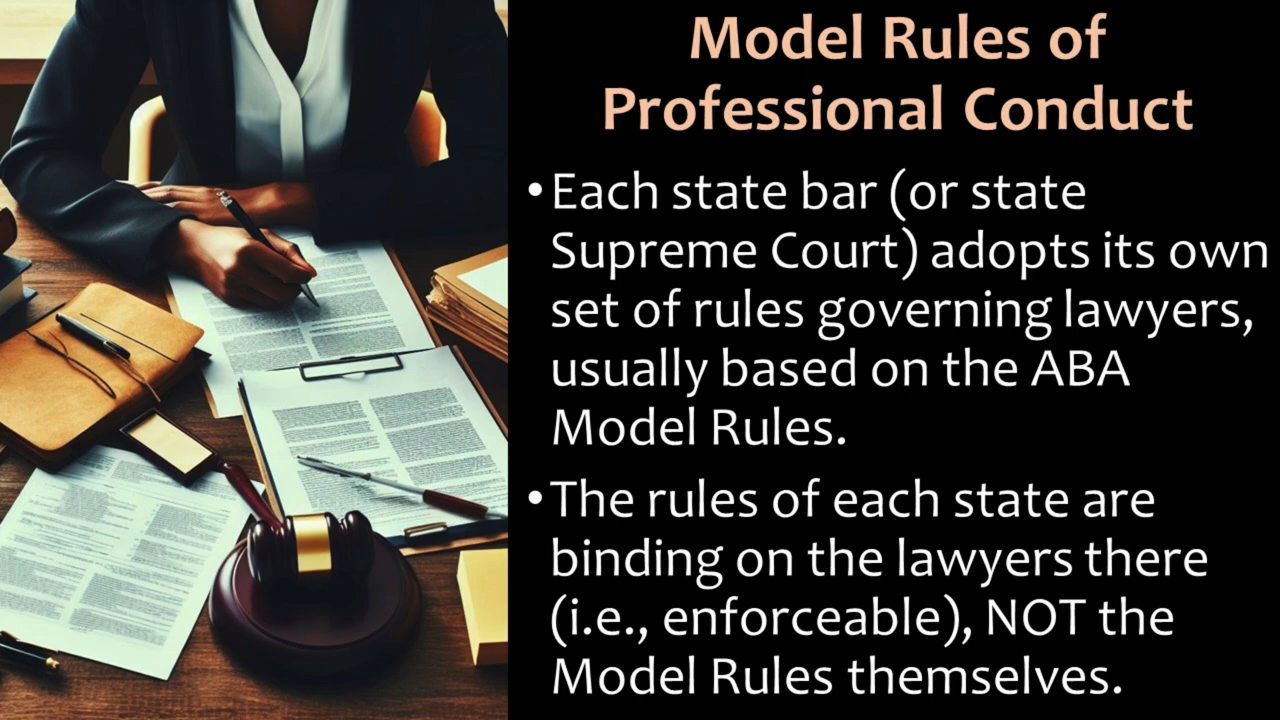 Model Rules of
Professional Conduct
•Each state bar (or state
Supreme Court) adopts its own
set of rules governing lawyers,
usually based on the ABA
Model Rules.
•The rules of each state are
binding on the lawyers there
(i.e., enforceable), NOT the
Model Rules themselves.